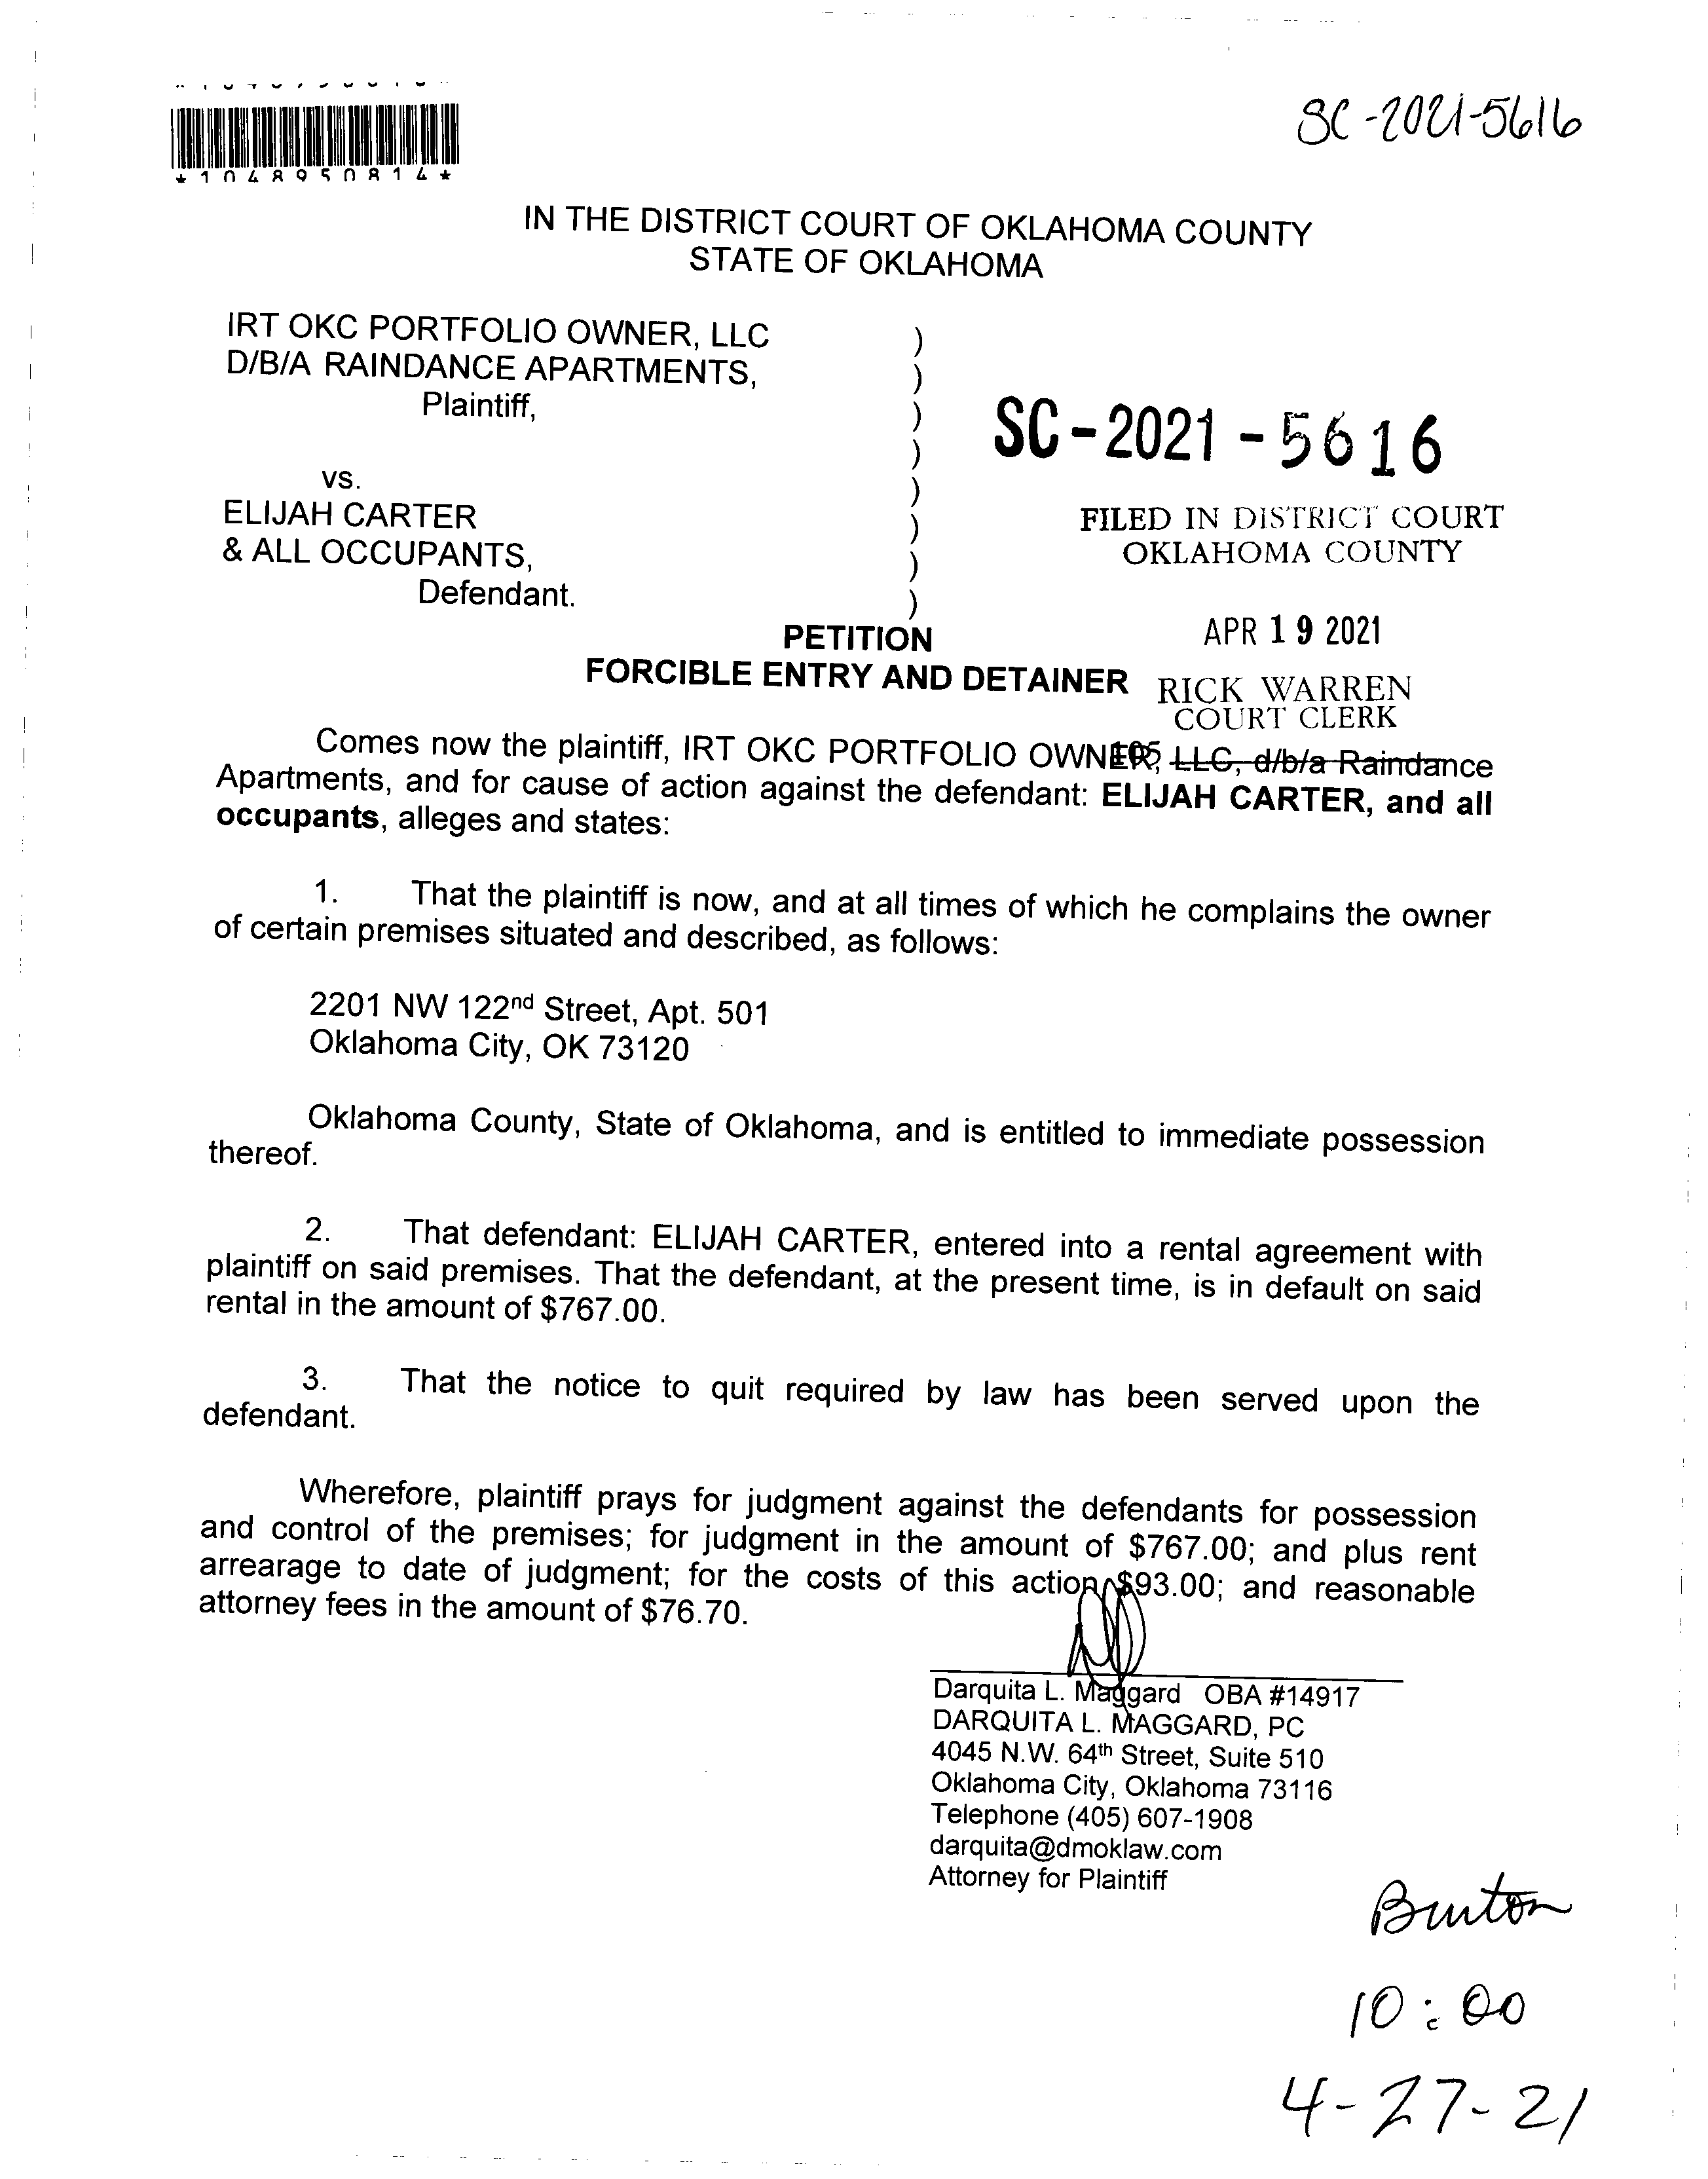 SC-2021-5616
*1048950814*
IN THE DISTRICT COURT OF OKLAHOMA COUNTY
STATE OF OKLAHOMA
IRT OKC PORTFOLIO OWNER, LLC )
D/B/A RAINDANCE APARTMENTS, )
Plaintiff, )
)
vs. )
ELIJAH CARTER )
& ALL OCCUPANTS, )
Defendant. )
SC-2021-5616
FILED IN DISTRICT COURT
OKLAHOMA COUNTY
APR 19 2021
RICK WARREN
COURT CLERK
105
PETITION
FORCIBLE ENTRY AND DETAINER
Comes now the plaintiff, IRT OKC PORTFOLIO OWNER, LLC, d/b/a Raindance
Apartments, and for cause of action against the defendant: ELIJAH CARTER, and all
occupants, alleges and states:
1. That the plaintiff is now, and at all times of which he complains the owner
of certain premises situated and described, as follows:
2201 NW 122nd Street, Apt. 501
Oklahoma City, OK 73120
Oklahoma County, State of Oklahoma, and is entitled to immediate possession
thereof.
2. That defendant: ELIJAH CARTER, entered into a rental agreement with
plaintiff on said premises. That the defendant, at the present time, is in default on said
rental in the amount of $767.00.
3. That the notice to quit required by law has been served upon the
defendant.
Wherefore, plaintiff prays for judgment against the defendants for possession
and control of the premises; for judgment in the amount of $767.00; and plus rent
arrearage to date of judgment; for the costs of this action $93.00; and reasonable
attorney fees in the amount of $76.70.
Darquita L. Maggard OBA #14917
DARQUITA L. MAGGARD, PC
4045 N.W. 64th Street, Suite 510
Oklahoma City, Oklahoma 73116
Telephone (405) 607-1908
darquita@dmoklaw.com
Attorney for Plaintiff
Burton
10:00
4-27-21